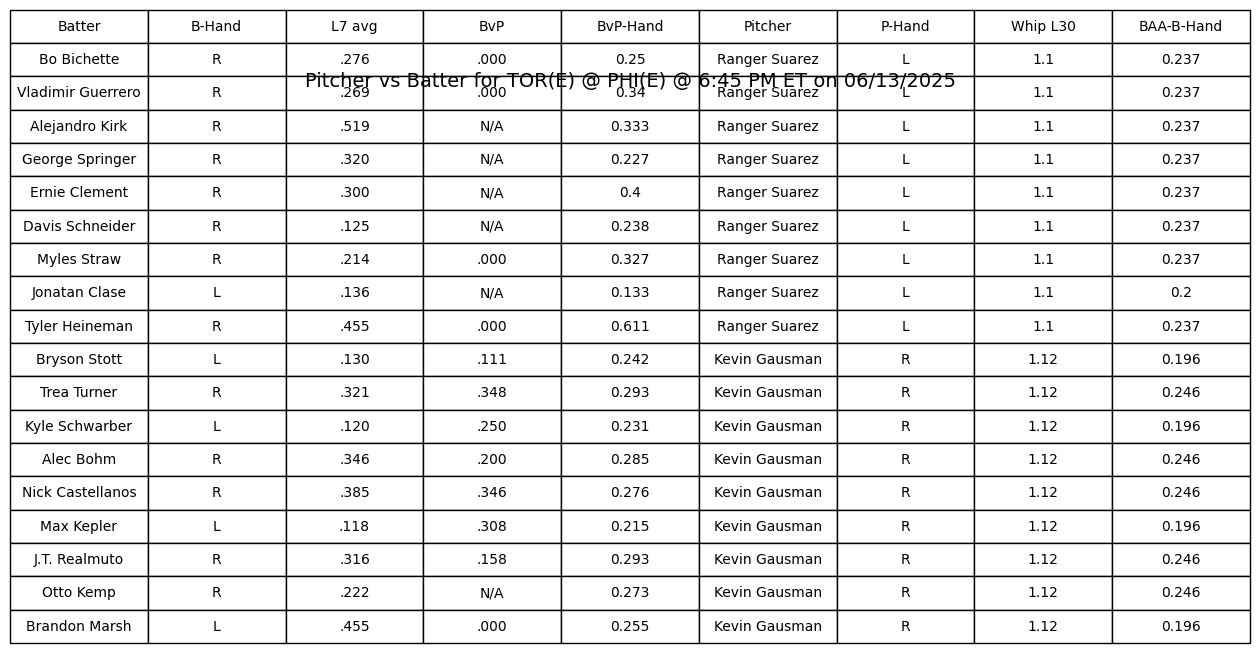 Batter B-Hand L7 avg BvP BvP-Hand Pitcher P-Hand Whip L30 BAA-B-Hand
Bo Bichette R .276 .000 0.25 Ranger Suarez L 1.1 0.237
Pitcher vs Batter for TOR(E) @ PHI(E) @ 6:45 PM ET on 06/13/2025
Vladimir Guerrero R .269 .000 0.34 Ranger Suarez L 1.1 0.237
Alejandro Kirk R .519 N/A 0.333 Ranger Suarez L 1.1 0.237
George Springer R .320 N/A 0.227 Ranger Suarez L 1.1 0.237
Ernie Clement R .300 N/A 0.4 Ranger Suarez L 1.1 0.237
Davis Schneider R .125 N/A 0.238 Ranger Suarez L 1.1 0.237
Myles Straw R .214 .000 0.327 Ranger Suarez L 1.1 0.237
Jonatan Clase L .136 N/A 0.133 Ranger Suarez L 1.1 0.2
Tyler Heineman R .455 .000 0.611 Ranger Suarez L 1.1 0.237
Bryson Stott L .130 .111 0.242 Kevin Gausman R 1.12 0.196
Trea Turner R .321 .348 0.293 Kevin Gausman R 1.12 0.246
Kyle Schwarber L .120 .250 0.231 Kevin Gausman R 1.12 0.196
Alec Bohm R .346 .200 0.285 Kevin Gausman R 1.12 0.246
Nick Castellanos R .385 .346 0.276 Kevin Gausman R 1.12 0.246
Max Kepler L .118 .308 0.215 Kevin Gausman R 1.12 0.196
J.T. Realmuto R .316 .158 0.293 Kevin Gausman R 1.12 0.246
Otto Kemp R .222 N/A 0.273 Kevin Gausman R 1.12 0.246
Brandon Marsh L .455 .000 0.255 Kevin Gausman R 1.12 0.196